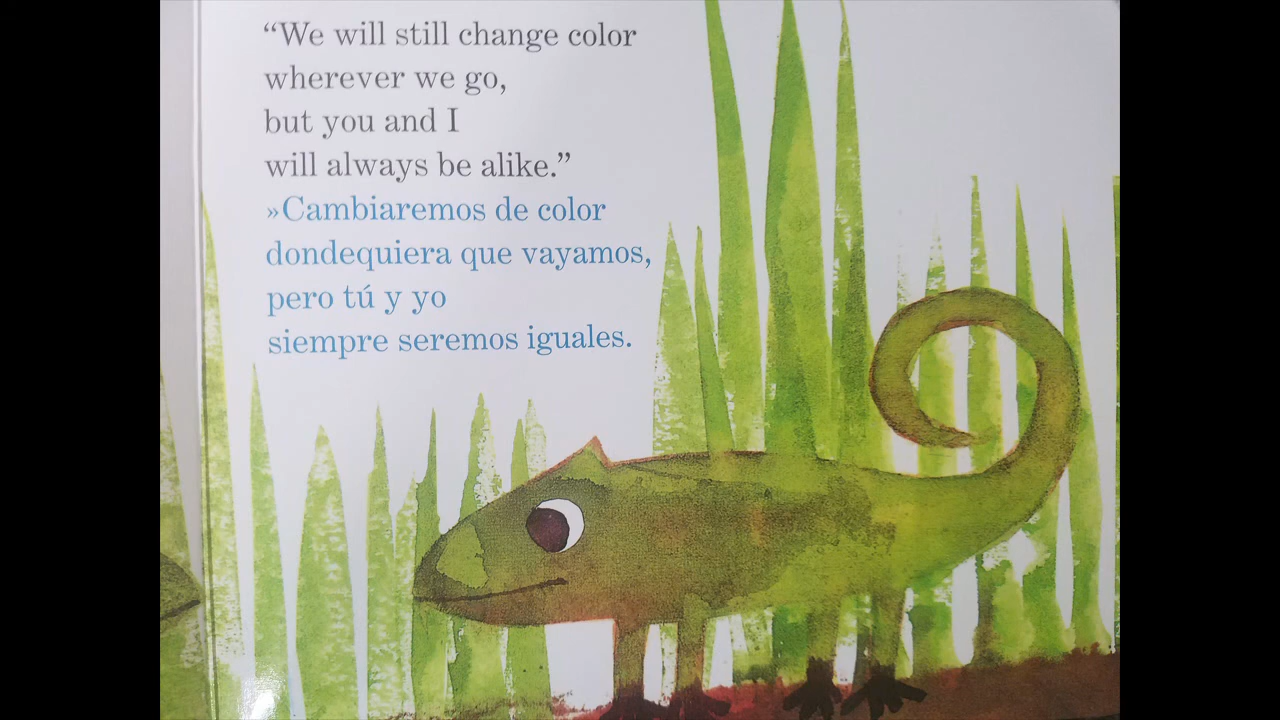 “We will still change color
wherever we go,
but you and I
will always be alike.”
»Cambiaremos de color
dondequiera que vayamos,
pero tú y yo
siempre seremos iguales.